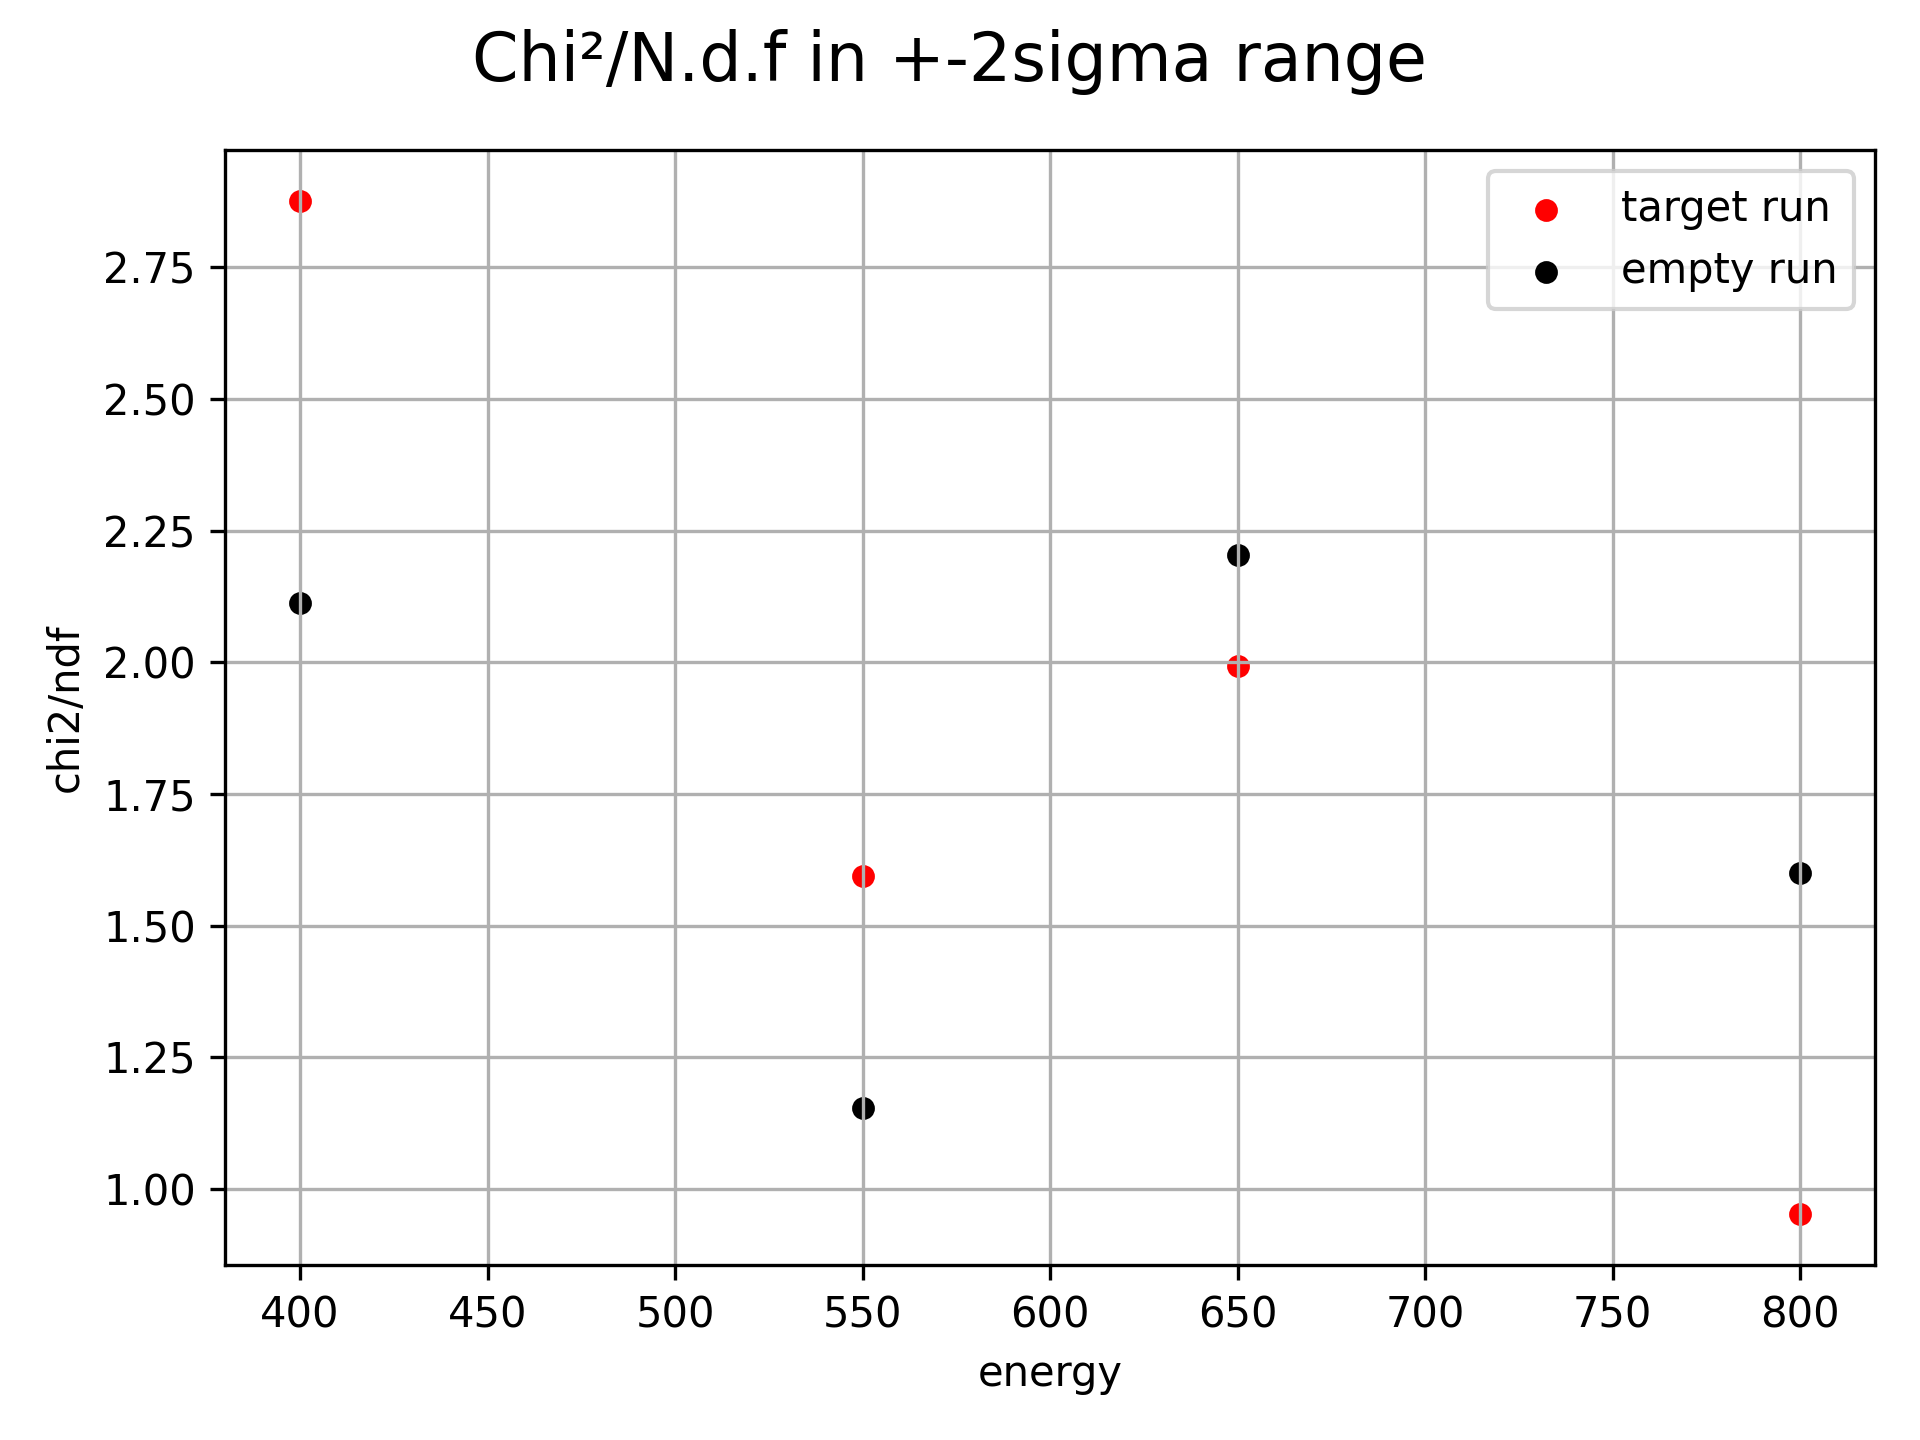 Chi²/N.d.f in +-2sigma range
target run
empty run
2.75
2.50
2.25
2.00
1.75
1.50
1.25
1.00
chi2/ndf
400 450 500 550 600 650 700 750 800
energy